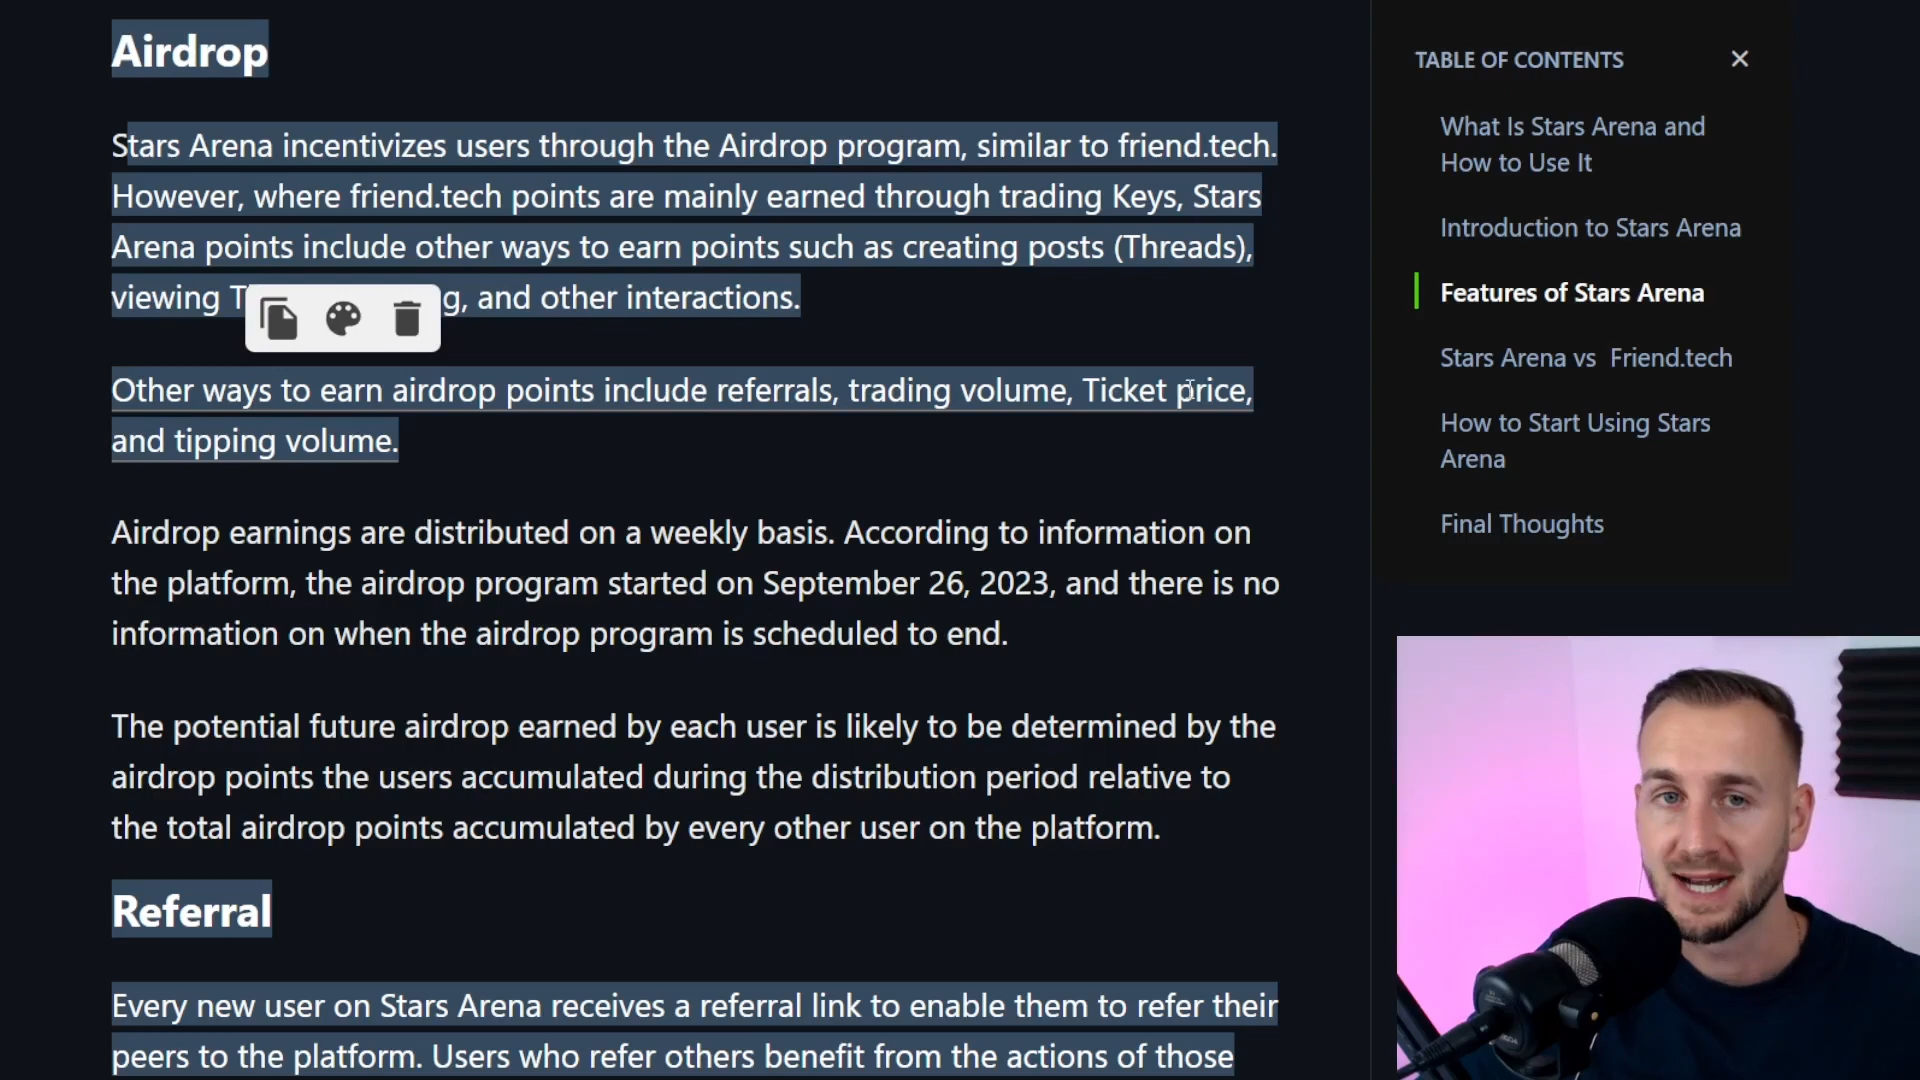 Airdrop
Stars Arena incentivizes users through the Airdrop program, similar to friend.tech.
However, where friend.tech points are mainly earned through trading Keys, Stars
Arena points include other ways to earn points such as creating posts (Threads),
viewing T g, and other interactions.
Other ways to earn airdrop points include referrals, trading volume, Ticket price,
and tipping volume.
Airdrop earnings are distributed on a weekly basis. According to information on
the platform, the airdrop program started on September 26, 2023, and there is no
information on when the airdrop program is scheduled to end.
The potential future airdrop earned by each user is likely to be determined by the
airdrop points the users accumulated during the distribution period relative to
the total airdrop points accumulated by every other user on the platform.
Referral
Every new user on Stars Arena receives a referral link to enable them to refer their
peers to the platform. Users who refer others benefit from the actions of those
TABLE OF CONTENTS
What Is Stars Arena and
How to Use It
Introduction to Stars Arena
Features of Stars Arena
Stars Arena vs Friend.tech
How to Start Using Stars
Arena
Final Thoughts